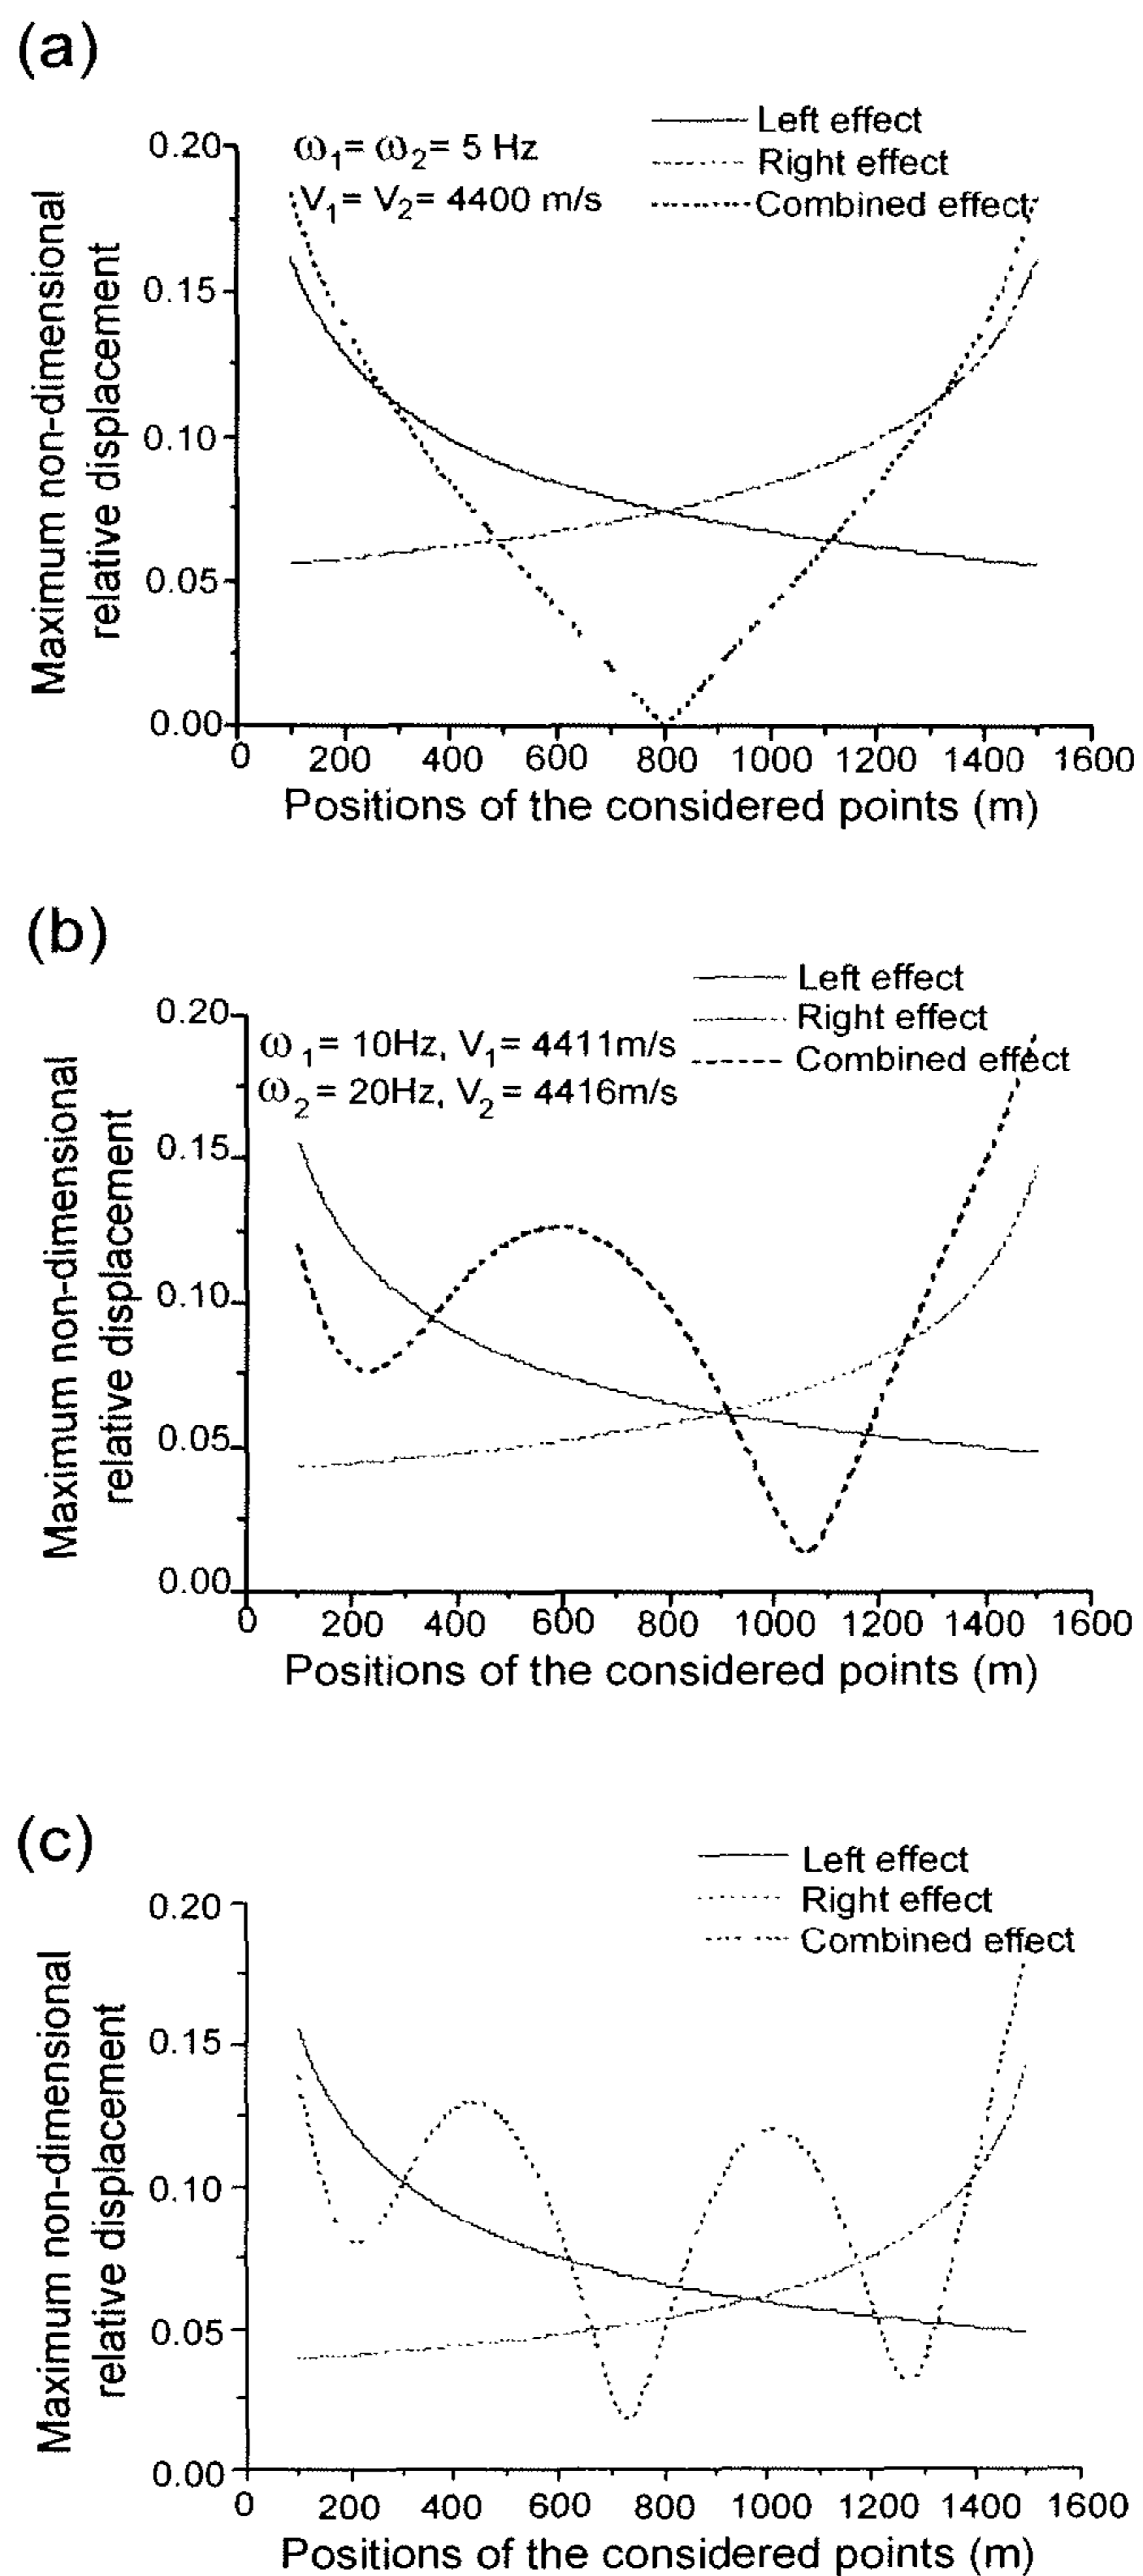 (a)
Left effect
Right effect
Combined effect
ω1= ω2= 5 Hz
V1= V2= 4400 m/s
Maximum non-dimensional
relative displacement
0.20
0.15
0.10
0.05
0.00
0 200 400 600 800 1000 1200 1400 1600
Positions of the considered points (m)
(b)
Left effect
Right effect
Combined effect
ω1= 10Hz, V1= 4411m/s
ω2= 20Hz, V2= 4416m/s
Maximum non-dimensional
relative displacement
0.20
0.15
0.10
0.05
0.00
0 200 400 600 800 1000 1200 1400 1600
Positions of the considered points (m)
(c)
Left effect
Right effect
Combined effect
Maximum non-dimensional
relative displacement
0.20
0.15
0.10
0.05
0.00
0 200 400 600 800 1000 1200 1400 1600
Positions of the considered points (m)